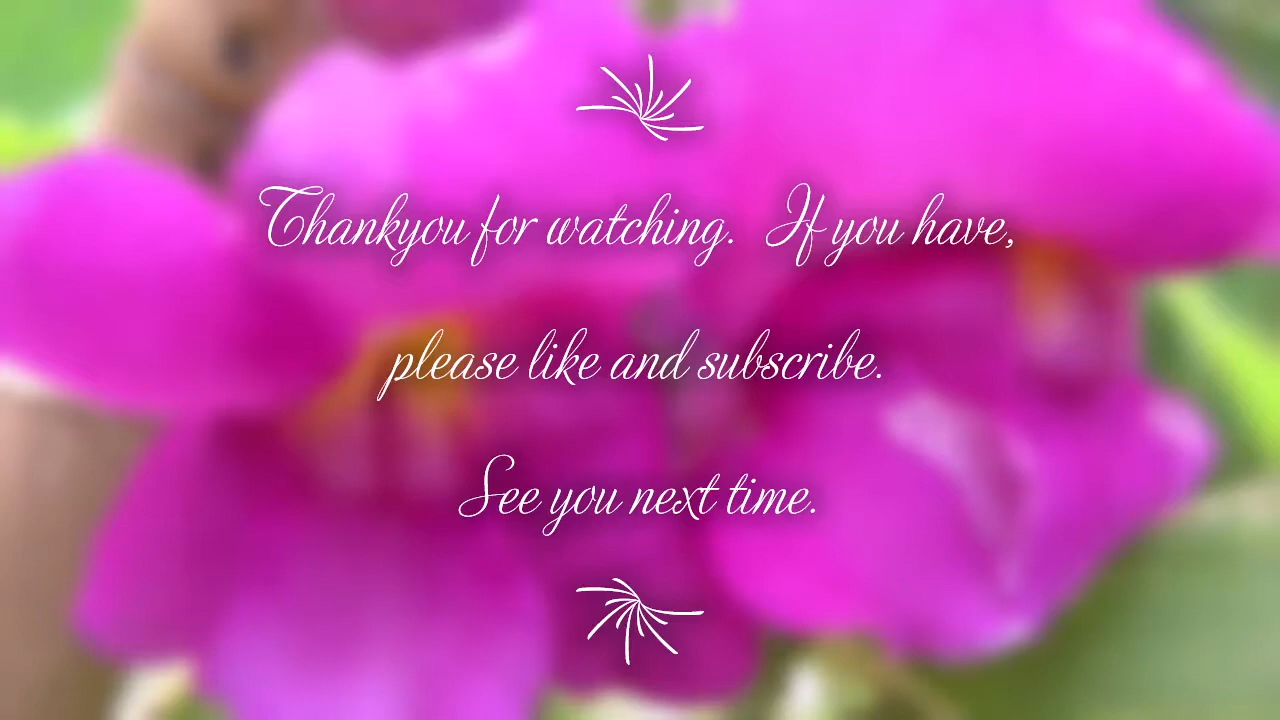 Thankyou for watching.  If you have,
please like and subscribe.
See you next time.